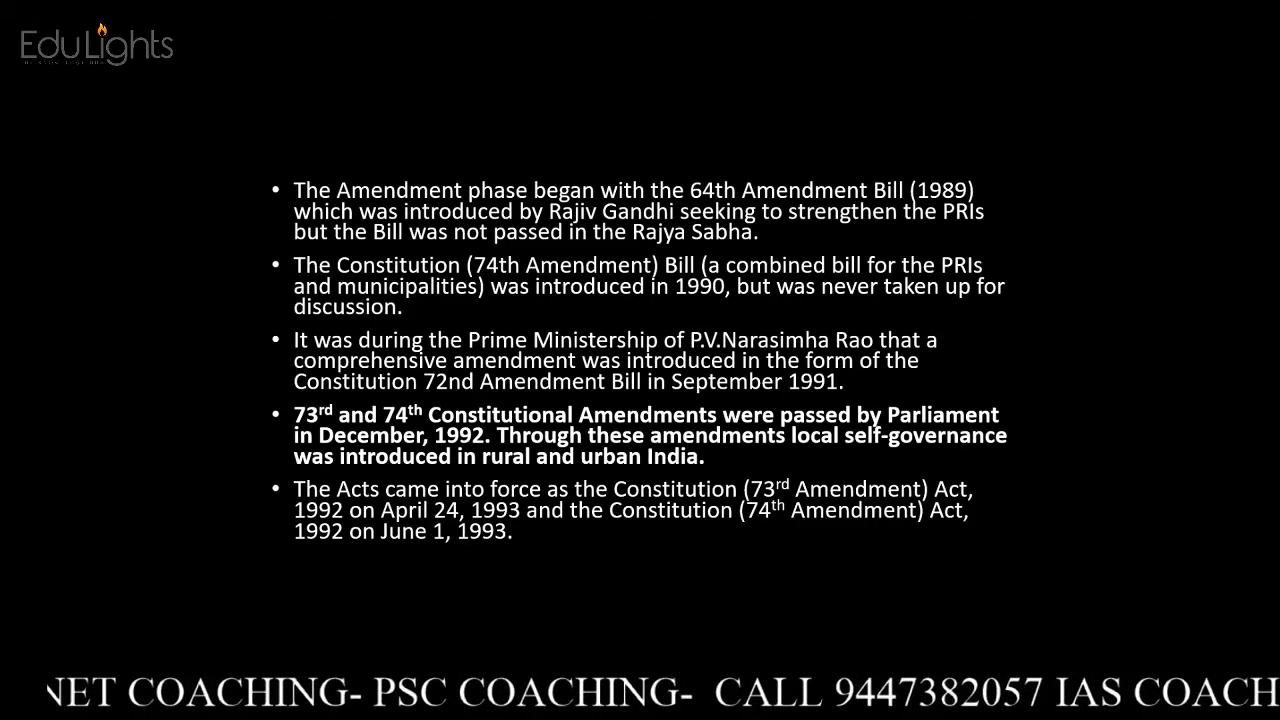 EduLights
• The Amendment phase began with the 64th Amendment Bill (1989)
which was introduced by Rajiv Gandhi seeking to strengthen the PRIs
but the Bill was not passed in the Rajya Sabha.
• The Constitution (74th Amendment) Bill (a combined bill for the PRIs
and municipalities) was introduced in 1990, but was never taken up for
discussion.
• It was during the Prime Ministership of P.V.Narasimha Rao that a
comprehensive amendment was introduced in the form of the
Constitution 72nd Amendment Bill in September 1991.
• 73rd and 74th Constitutional Amendments were passed by Parliament
in December, 1992. Through these amendments local self-governance
was introduced in rural and urban India.
• The Acts came into force as the Constitution (73rd Amendment) Act,
1992 on April 24, 1993 and the Constitution (74th Amendment) Act,
1992 on June 1, 1993.
NET COACHING- PSC COACHING- CALL 9447382057 IAS COACH